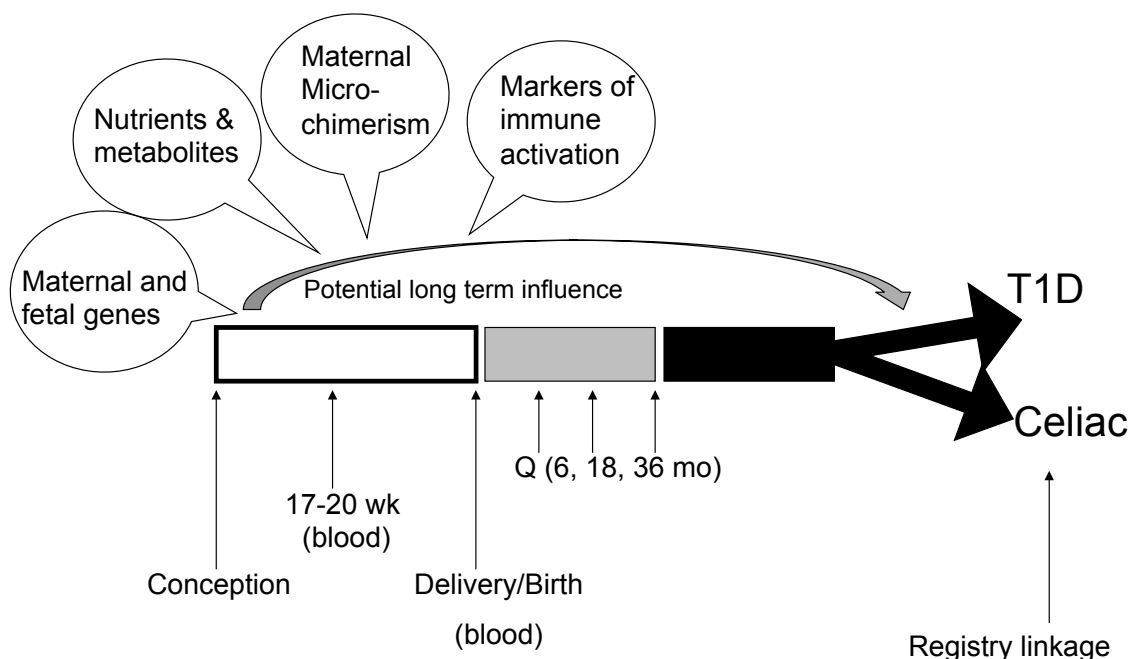 Maternal
Micro-
chimerism
Markers of
immune
activation
Nutrients &
metabolites
Maternal and
fetal genes
Potential long term influence
T1D
Celiac
Q (6, 18, 36 mo)
17-20 wk
(blood)
Conception
Delivery/Birth
(blood)
Registry linkage